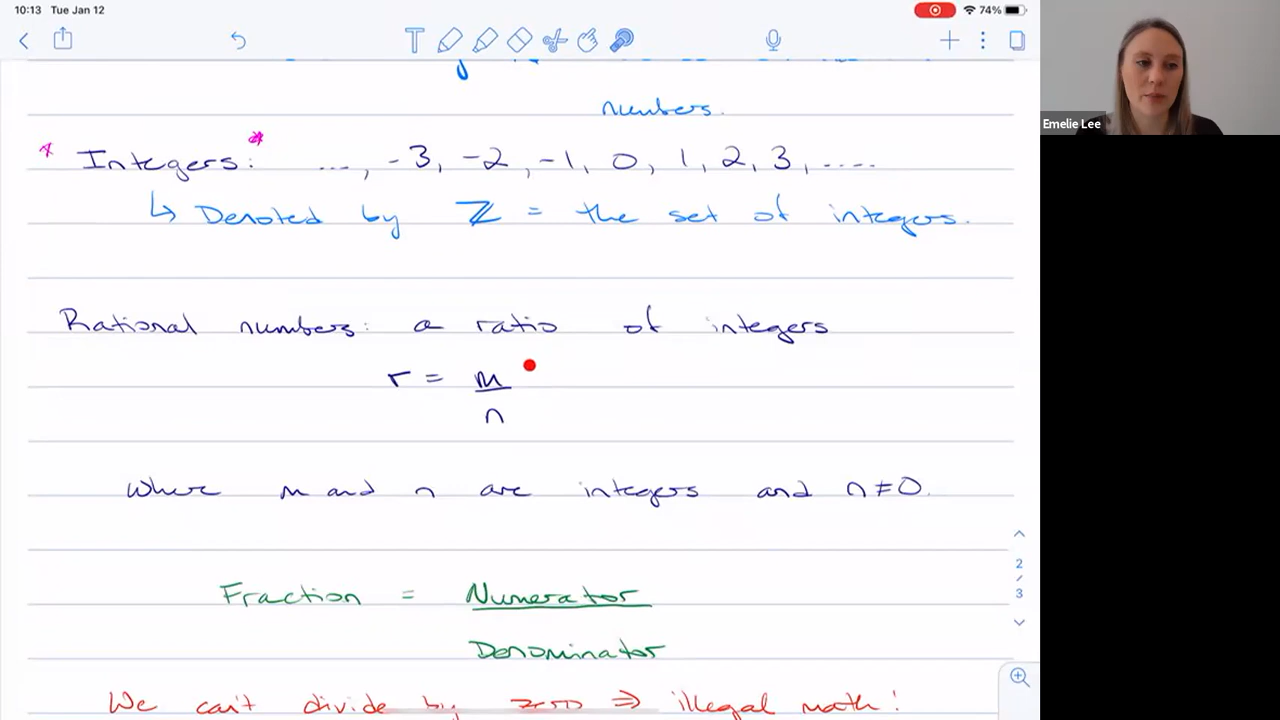 10:13 Tue Jan 12
74%
T
numbers.
* Integers:* ..., -3, -2, -1, 0, 1, 2, 3, ....
↳ Denoted by ℤ = the set of integers.
Rational numbers: a ratio of integers
r = m
n
Where m and n are integers and n≠0.
Fraction = Numerator
Denominator
We can't divide by zero ⇒ illegal math!
Emelie Lee
2
/
3